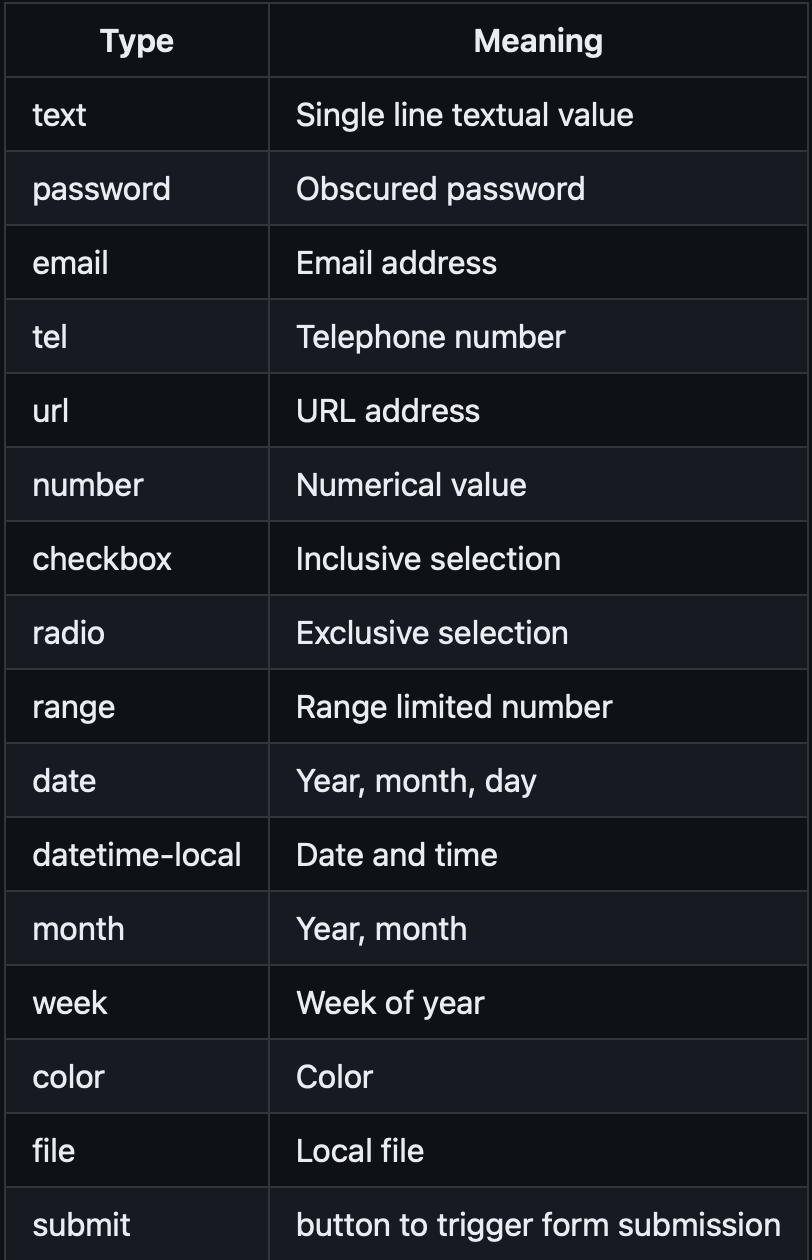 Type Meaning
text Single line textual value
password Obscured password
email Email address
tel Telephone number
url URL address
number Numerical value
checkbox Inclusive selection
radio Exclusive selection
range Range limited number
date Year, month, day
datetime-local Date and time
month Year, month
week Week of year
color Color
file Local file
submit button to trigger form submission